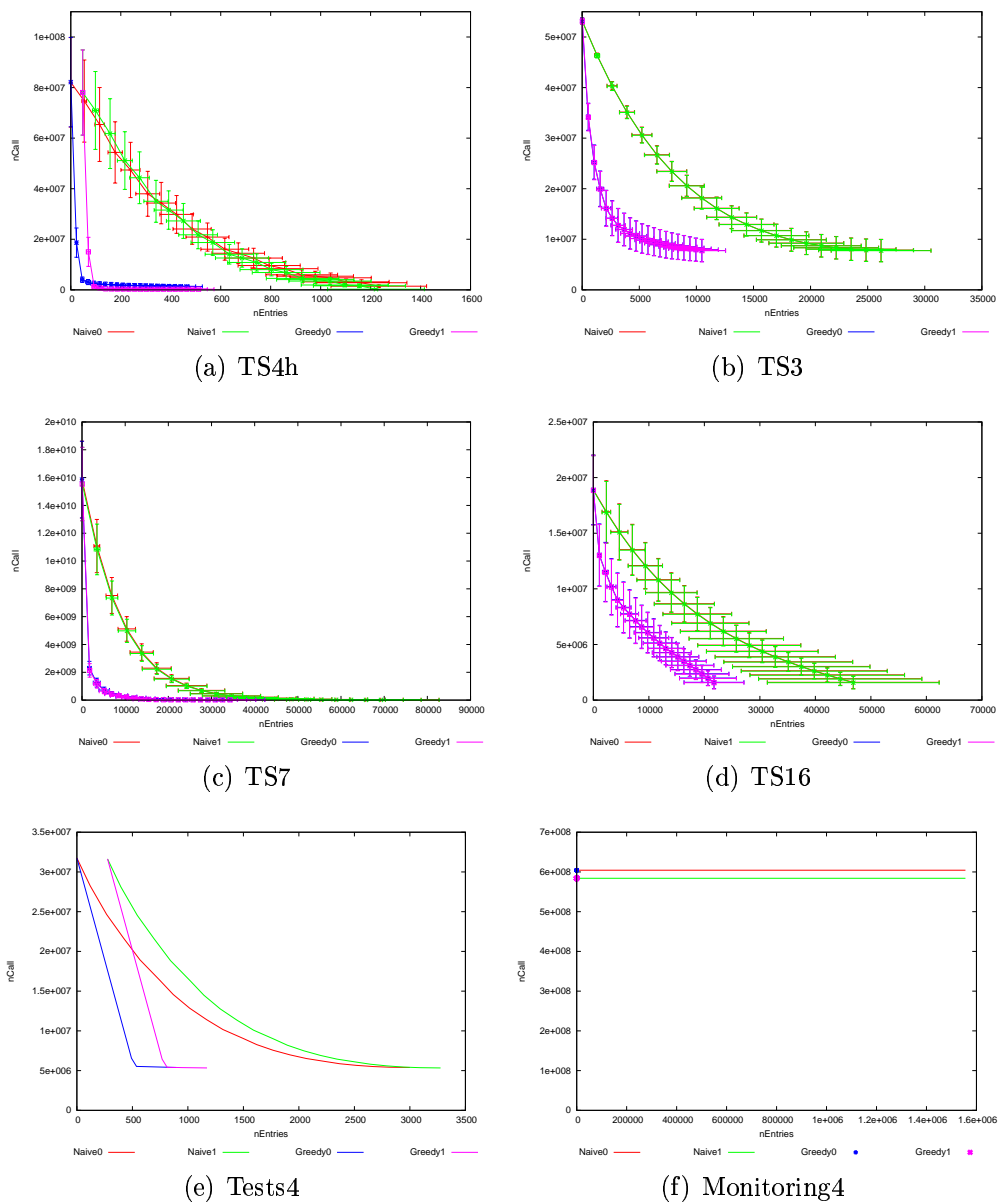 1e+008
8e+007
6e+007
nCall
4e+007
2e+007
0
0 200 400 600 800 1000 1200 1400 1600
nEntries
Naive0 Naive1 Greedy0 Greedy1
(a) TS4h
5e+007
4e+007
3e+007
nCall
2e+007
1e+007
0
0 5000 10000 15000 20000 25000 30000 35000
nEntries
Naive0 Naive1 Greedy0 Greedy1
(b) TS3
2e+010
1.8e+010
1.6e+010
1.4e+010
1.2e+010
nCall
1e+010
8e+009
6e+009
4e+009
2e+009
0
0 10000 20000 30000 40000 50000 60000 70000 80000 90000
nEntries
Naive0 Naive1 Greedy0 Greedy1
(c) TS7
2.5e+007
2e+007
1.5e+007
nCall
1e+007
5e+006
0
0 10000 20000 30000 40000 50000 60000 70000
nEntries
Naive0 Naive1 Greedy0 Greedy1
(d) TS16
3.5e+007
3e+007
2.5e+007
2e+007
nCall
1.5e+007
1e+007
5e+006
0
0 500 1000 1500 2000 2500 3000 3500
nEntries
Naive0 Naive1 Greedy0 Greedy1
(e) Tests4
7e+008
6e+008
5e+008
4e+008
nCall
3e+008
2e+008
1e+008
0
0 200000 400000 600000 800000 1e+006 1.2e+006 1.4e+006 1.6e+006
nEntries
Naive0 Naive1 Greedy0 Greedy1
(f) Monitoring4